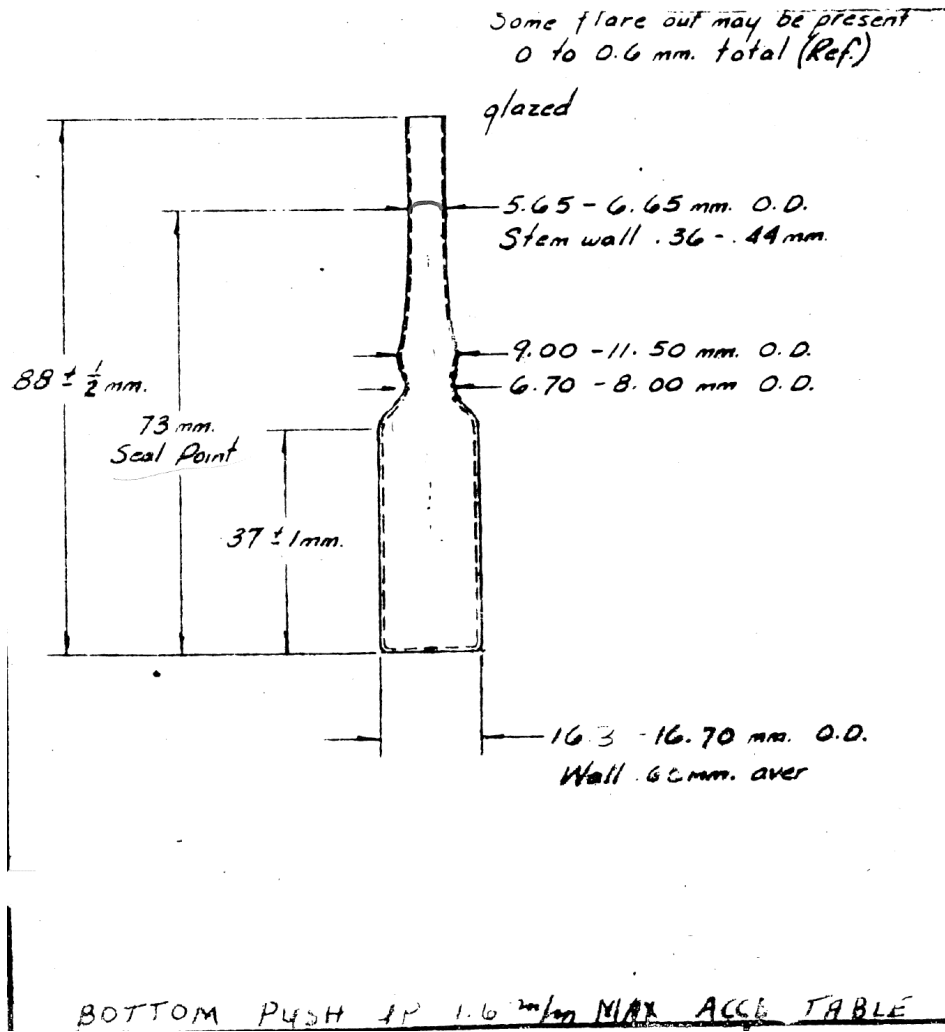 Some flare out may be present
0 to 0.6 mm. total (Ref.)
glazed
5.65 - 6.65 mm. O.D.
Stem wall .36 - .44 mm.
9.00 - 11.50 mm. O.D.
6.70 - 8.00 mm O.D.
88 ± 1/2 mm.
73 mm.
Seal Point
37 ± 1 mm.
16.3 - 16.70 mm. O.D.
Wall mm. aver
BOTTOM PUSH 1.6 m/m MAX TABLE